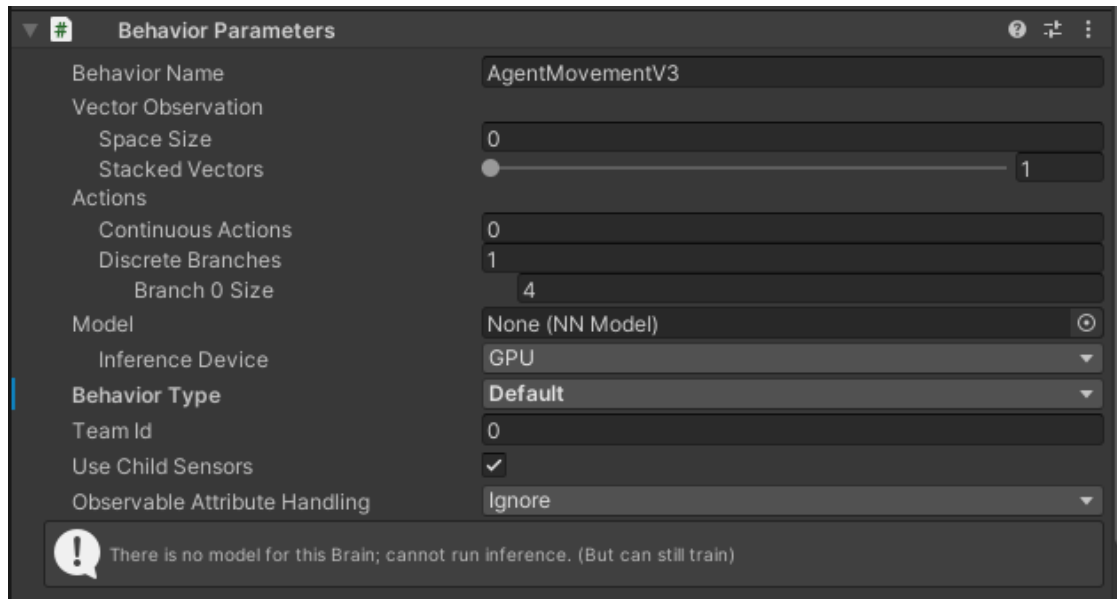 # Behavior Parameters
Behavior Name AgentMovementV3
Vector Observation
Space Size 0
Stacked Vectors 1
Actions
Continuous Actions 0
Discrete Branches 1
Branch 0 Size 4
Model None (NN Model)
Inference Device GPU
Behavior Type Default
Team Id 0
Use Child Sensors
Observable Attribute Handling Ignore
There is no model for this Brain; cannot run inference. (But can still train)